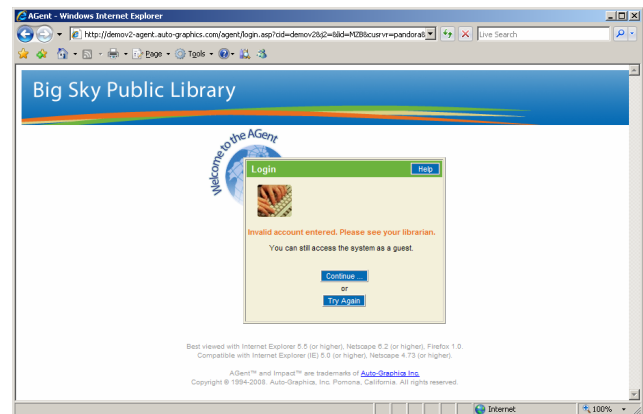 AGent - Windows Internet Explorer
http://demov2-agent.auto-graphics.com/agent/login.asp?cid=demov2&j2=&lid=MZB&cusrvr=pandora&
Live Search
Page Tools
Big Sky Public Library
Welcome to the AGent
Login Help
Invalid account entered. Please see your librarian.
You can still access the system as a guest.
Continue ...
or
Try Again
Best viewed with Internet Explorer 5.5 (or higher), Netscape 6.2 (or higher), Firefox 1.0.
Compatible with Internet Explorer (IE) 5.0 (or higher), Netscape 4.73 (or higher).
AGent™ and Impact™ are trademarks of Auto-Graphics Inc.
Copyright © 1994-2008. Auto-Graphics, Inc. Pomona, California. All rights reserved.
Internet 100%